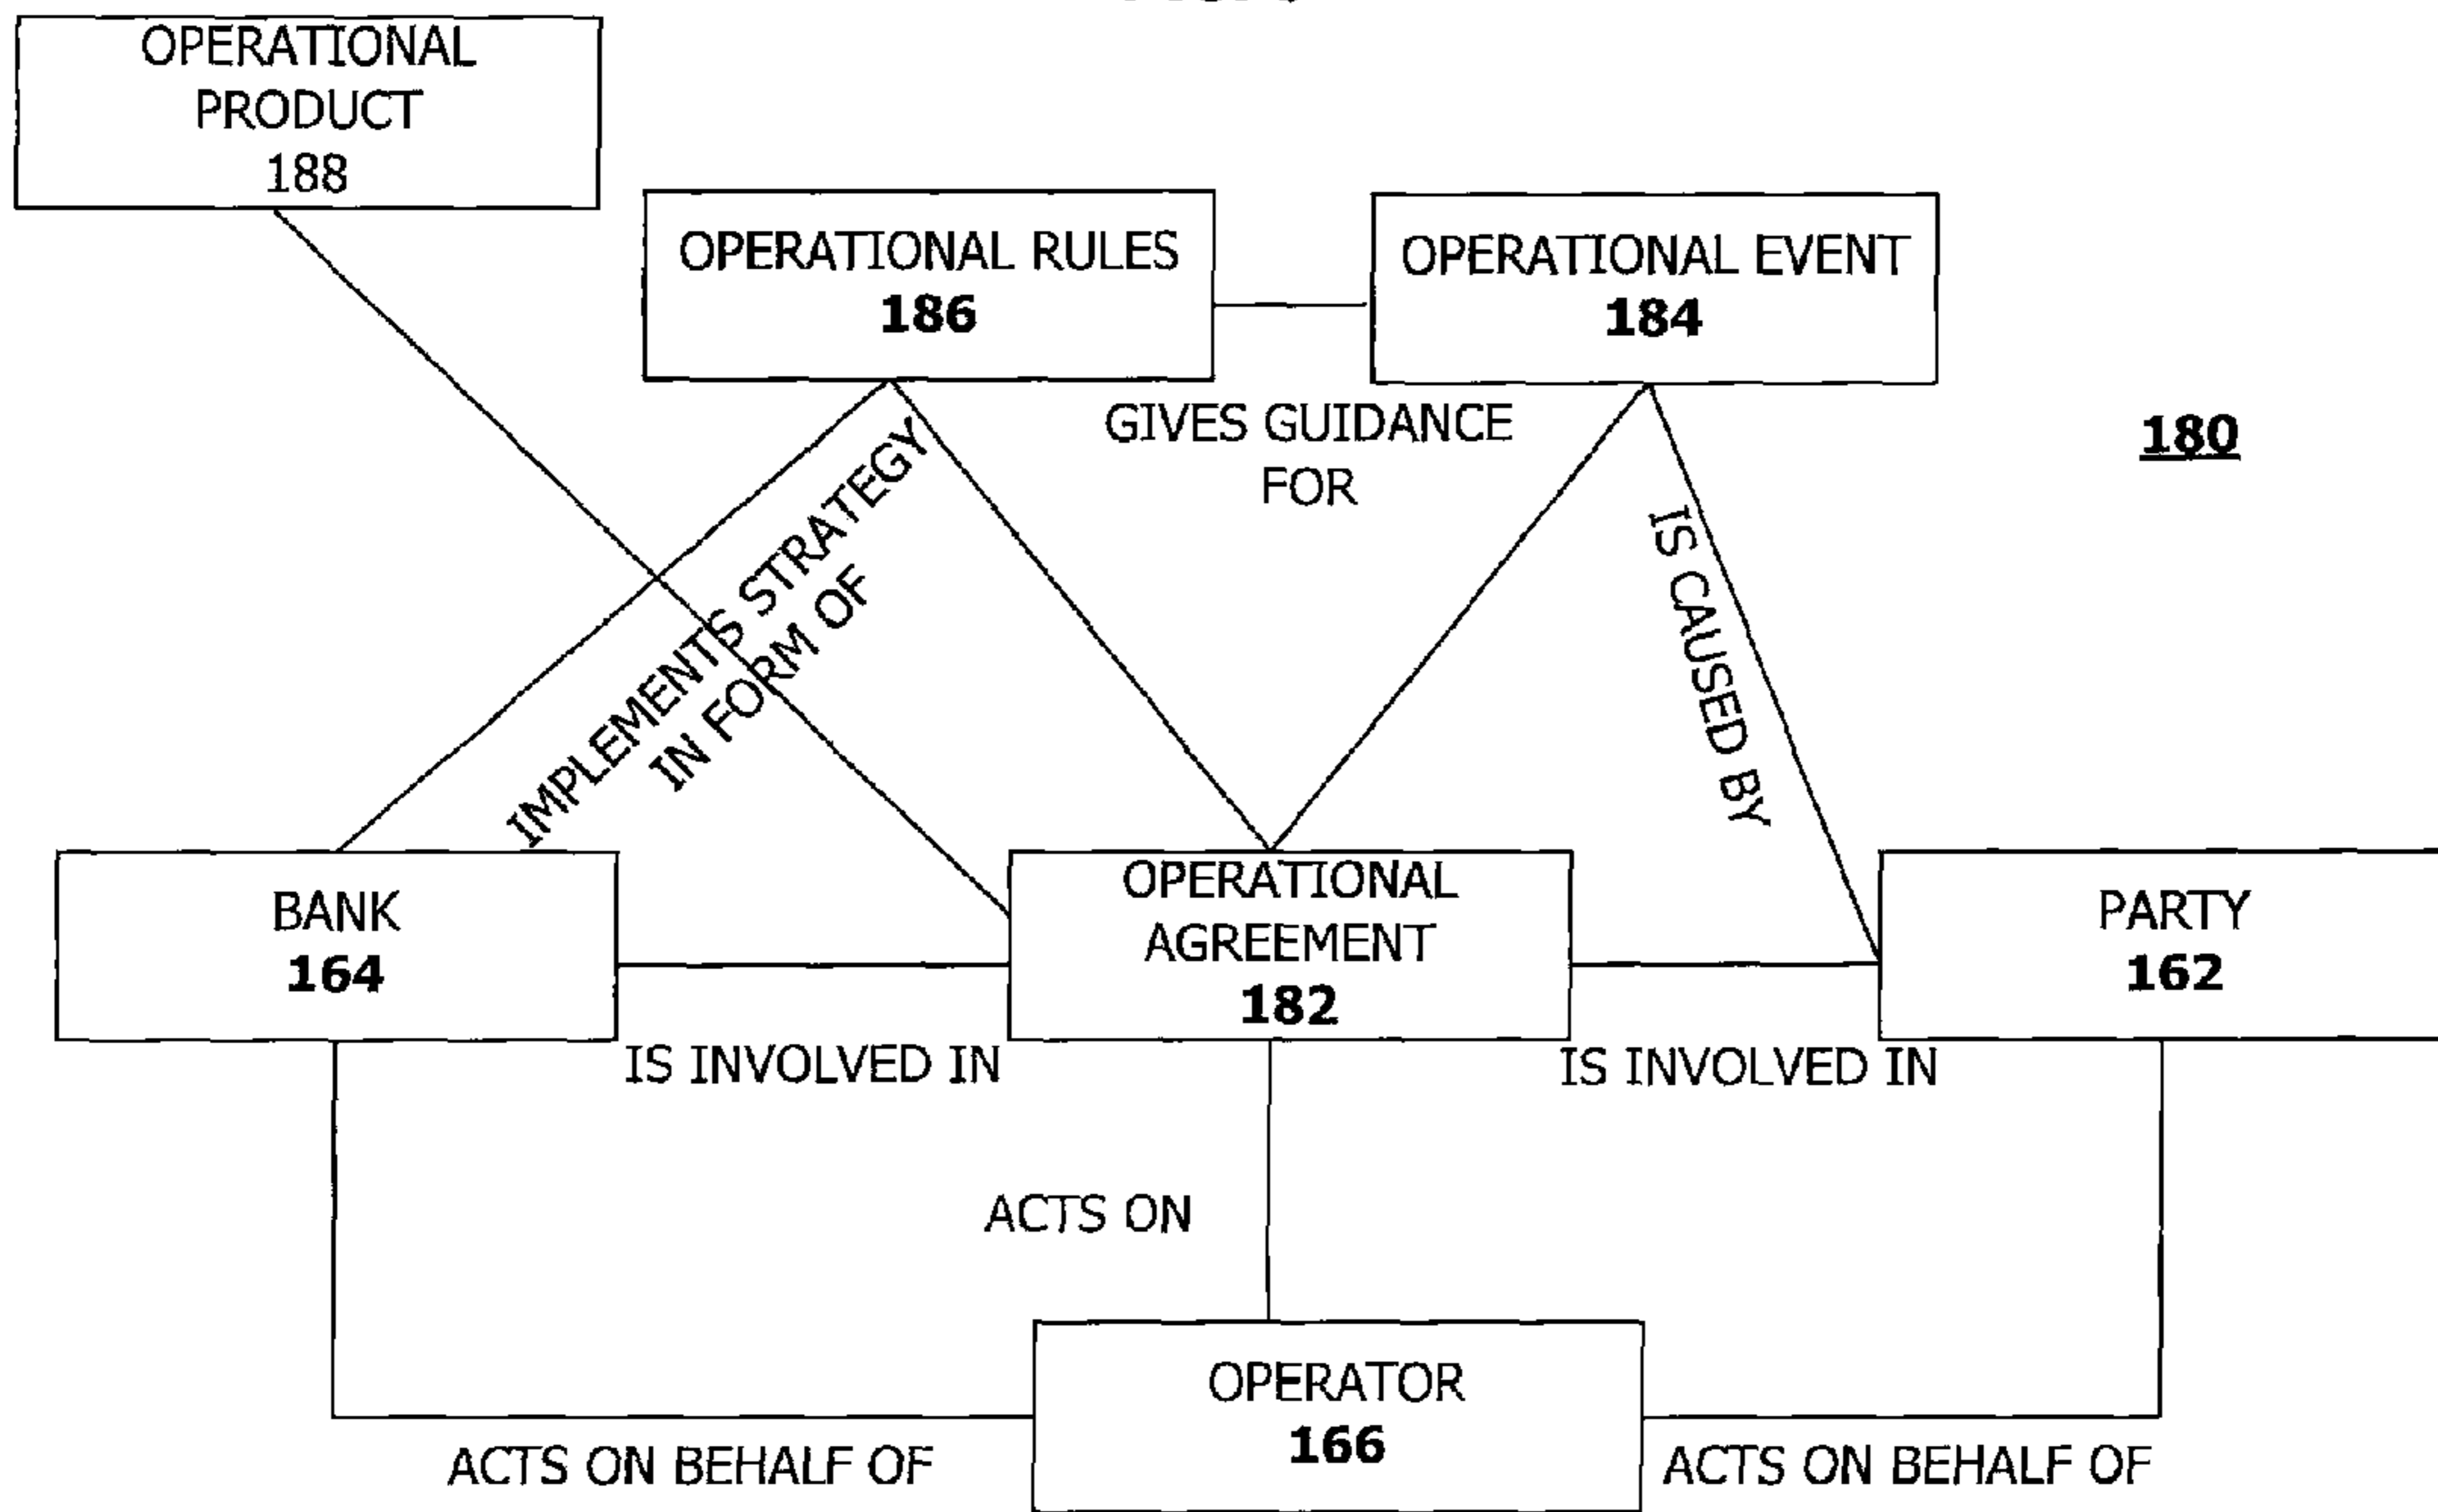 OPERATIONAL
PRODUCT
188
OPERATIONAL RULES
186
OPERATIONAL EVENT
184
GIVES GUIDANCE
FOR
180
IMPLEMENTS STRATEGY
IN FORM OF
IS CAUSED BY
BANK
164
OPERATIONAL
AGREEMENT
182
PARTY
162
IS INVOLVED IN
IS INVOLVED IN
ACTS ON
OPERATOR
166
ACTS ON BEHALF OF
ACTS ON BEHALF OF